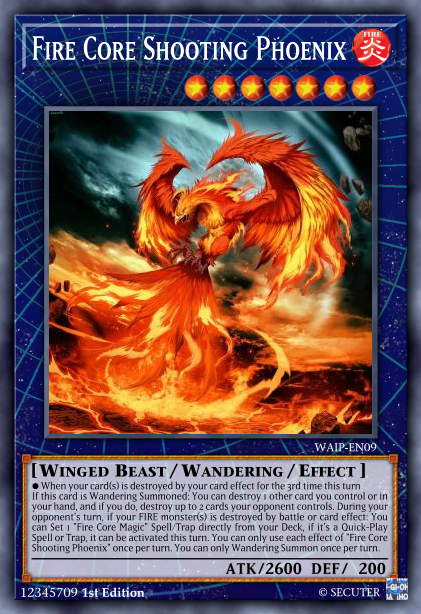 FIRE CORE SHOOTING PHOENIX
FIRE
炎
WAIP-EN09
[WINGED BEAST / WANDERING / EFFECT]
● When your card(s) is destroyed by your card effect for the 3rd time this turn
If this card is Wandering Summoned: You can destroy 1 other card you control or in
your hand, and if you do, destroy up to 2 cards your opponent controls. During your
opponent's turn, if your FIRE monster(s) is destroyed by battle or card effect: You
can Set 1 "Fire Core Magic" Spell/Trap directly from your Deck, if it's a Quick-Play
Spell or Trap, it can be activated this turn. You can only use each effect of "Fire Core
Shooting Phoenix" once per turn. You can only Wandering Summon once per turn.
ATK/2600 DEF/ 200
12345709 1st Edition
© SECUTER